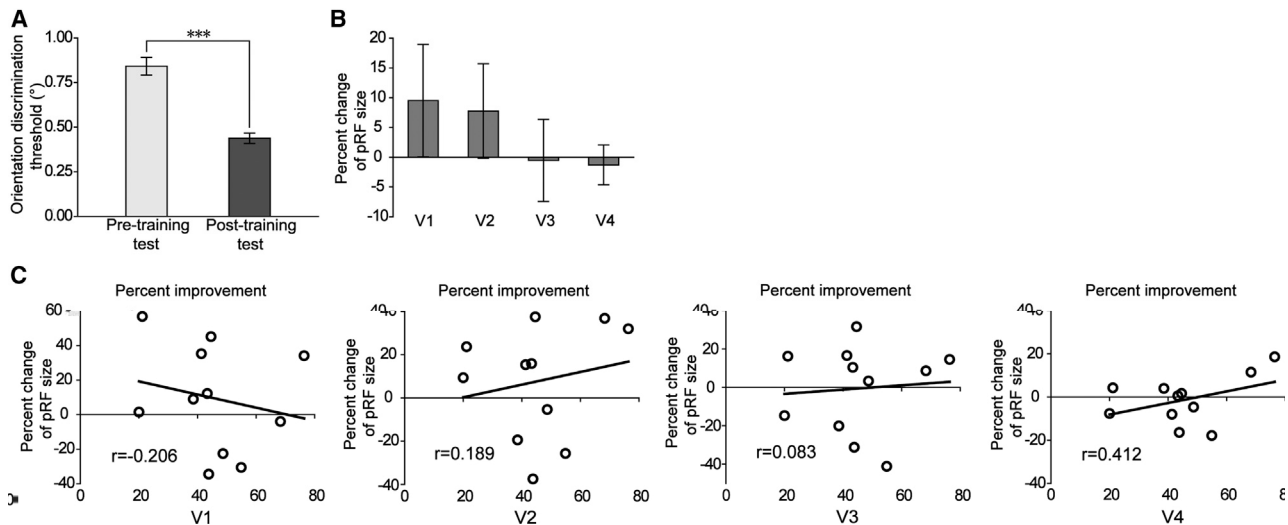 A
Orientation discrimination
threshold (°)
1.00
0.75
0.50
0.25
0.00
***
Pre-training
test
Post-training
test
B
Percent change
of pRF size
20
15
10
5
0
-5
-10
V1
V2
V3
V4
C
Percent improvement
Percent change
of pRF size
60
40
20
0
-20
-40
r=-0.206
20
40
60
80
V1
Percent improvement
Percent change
of pRF size
40
20
0
-20
-40
r=0.189
20
40
60
80
V2
Percent improvement
Percent change
of pRF size
40
20
0
-20
-40
r=0.083
20
40
60
80
V3
Percent improvement
Percent change
of pRF size
40
20
0
-20
-40
r=0.412
20
40
60
V4